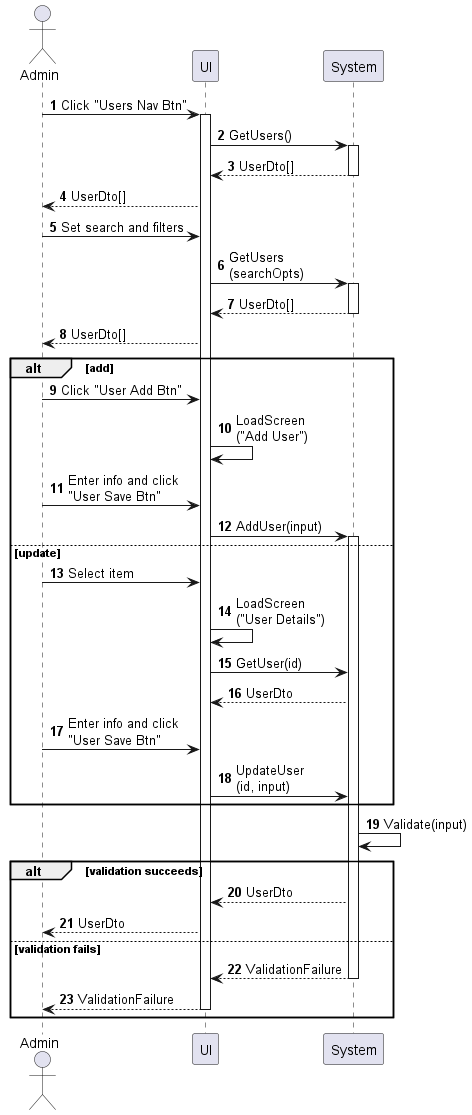 Admin
UI
System
1 Click "Users Nav Btn"
2 GetUsers()
3 UserDto[]
4 UserDto[]
5 Set search and filters
6 GetUsers
(searchOpts)
7 UserDto[]
8 UserDto[]
alt [add]
9 Click "User Add Btn"
10 LoadScreen
("Add User")
11 Enter info and click
"User Save Btn"
12 AddUser(input)
[update]
13 Select item
14 LoadScreen
("User Details")
15 GetUser(id)
16 UserDto
17 Enter info and click
"User Save Btn"
18 UpdateUser
(id, input)
19 Validate(input)
alt [validation succeeds]
20 UserDto
21 UserDto
[validation fails]
22 ValidationFailure
23 ValidationFailure
Admin
UI
System